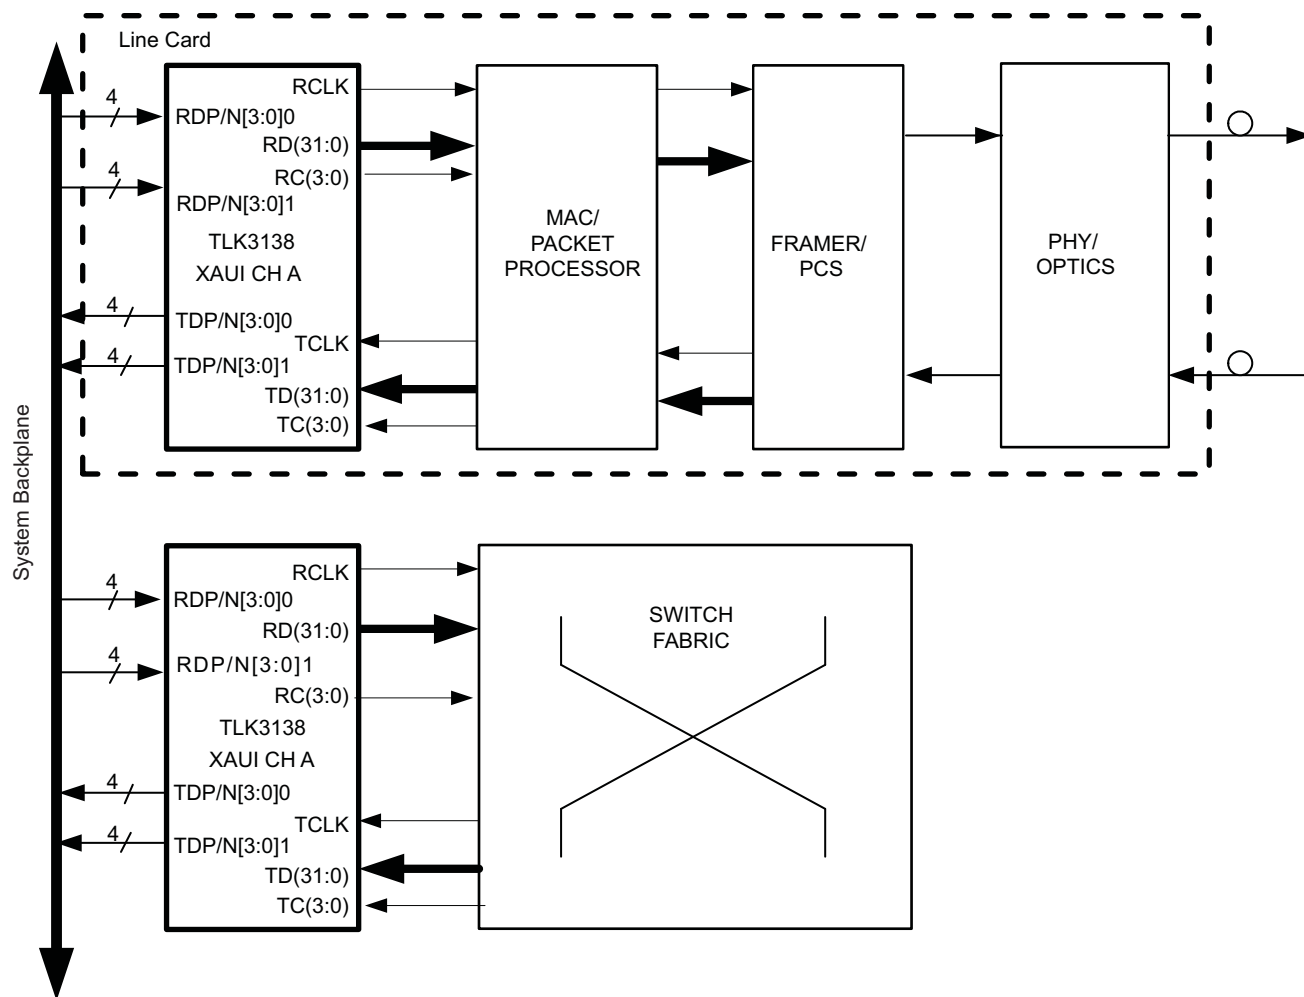 Line Card
System Backplane
4
RDP/N[3:0]0
RCLK
RD(31:0)
4
RC(3:0)
RDP/N[3:0]1
TLK3138
XAUI CH A
4
TDP/N[3:0]0
TCLK
4
TDP/N[3:0]1
TD(31:0)
TC(3:0)
MAC/
PACKET
PROCESSOR
FRAMER/
PCS
PHY/
OPTICS
RCLK
4
RDP/N[3:0]0
RD(31:0)
4
RDP/N[3:0]1
RC(3:0)
TLK3138
XAUI CH A
4
TDP/N[3:0]0
TCLK
4
TDP/N[3:0]1
TD(31:0)
TC(3:0)
SWITCH
FABRIC